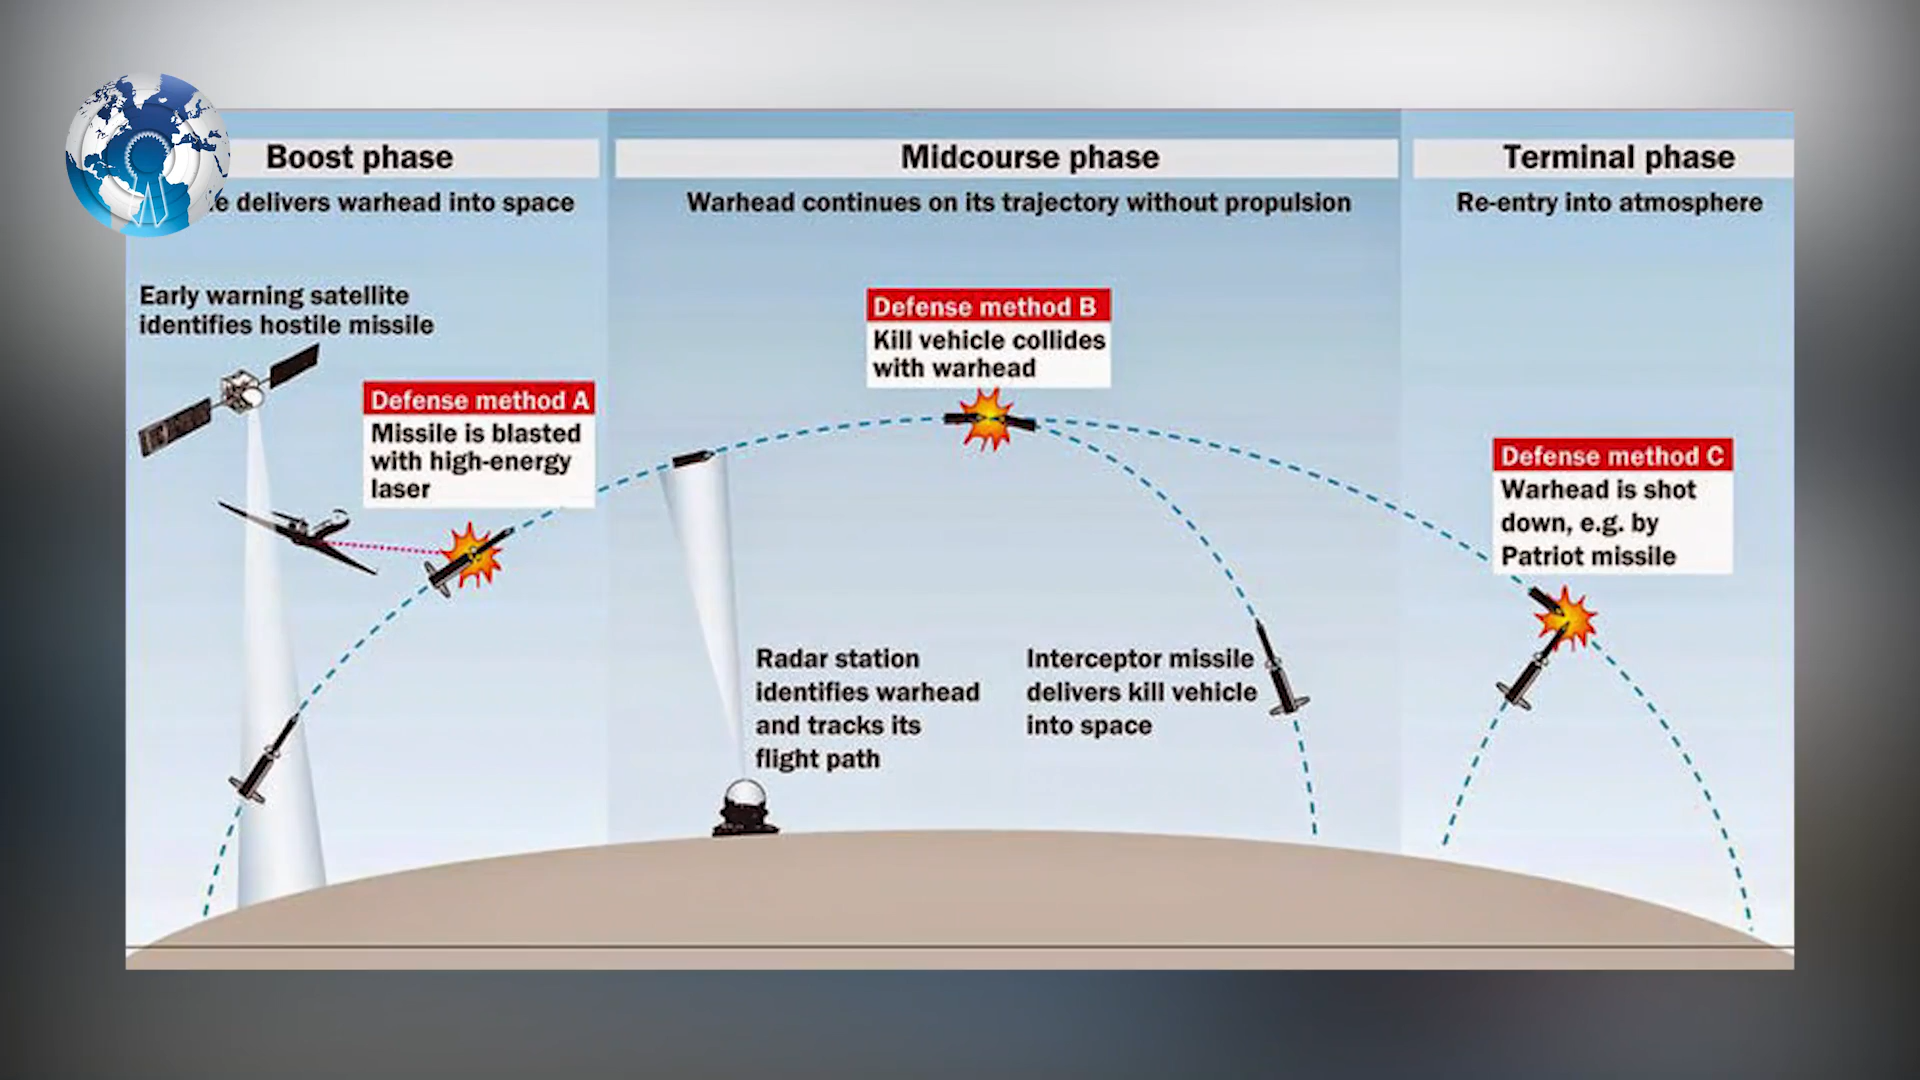 Boost phase
delivers warhead into space
Early warning satellite
identifies hostile missile
Defense method A
Missile is blasted
with high-energy
laser
Midcourse phase
Warhead continues on its trajectory without propulsion
Defense method B
Kill vehicle collides
with warhead
Radar station
identifies warhead
and tracks its
flight path
Interceptor missile
delivers kill vehicle
into space
Terminal phase
Re-entry into atmosphere
Defense method C
Warhead is shot
down, e.g. by
Patriot missile